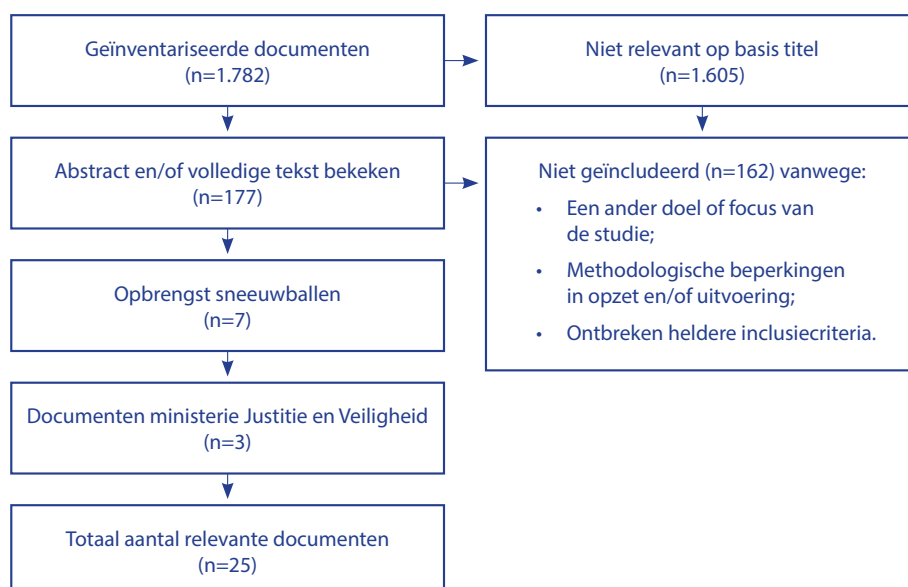 Geïnventariseerde documenten
(n=1.782)
Niet relevant op basis titel
(n=1.605)
Abstract en/of volledige tekst bekeken
(n=177)
Niet geïncludeerd (n=162) vanwege:
• Een ander doel of focus van
de studie;
• Methodologische beperkingen
in opzet en/of uitvoering;
• Ontbreken heldere inclusiecriteria.
Opbrengst sneeuwballen
(n=7)
Documenten ministerie Justitie en Veiligheid
(n=3)
Totaal aantal relevante documenten
(n=25)